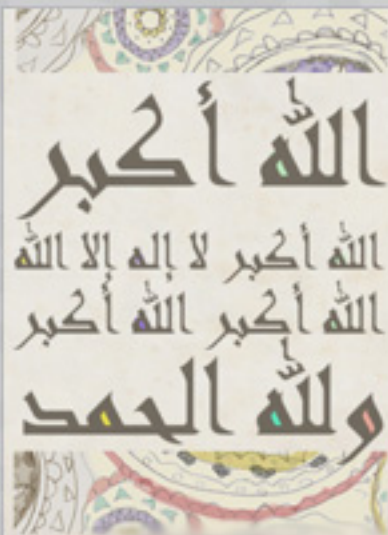 الله أكبر
الله أكبر لا إله إلا الله
الله أكبر الله أكبر
ولله الحمد